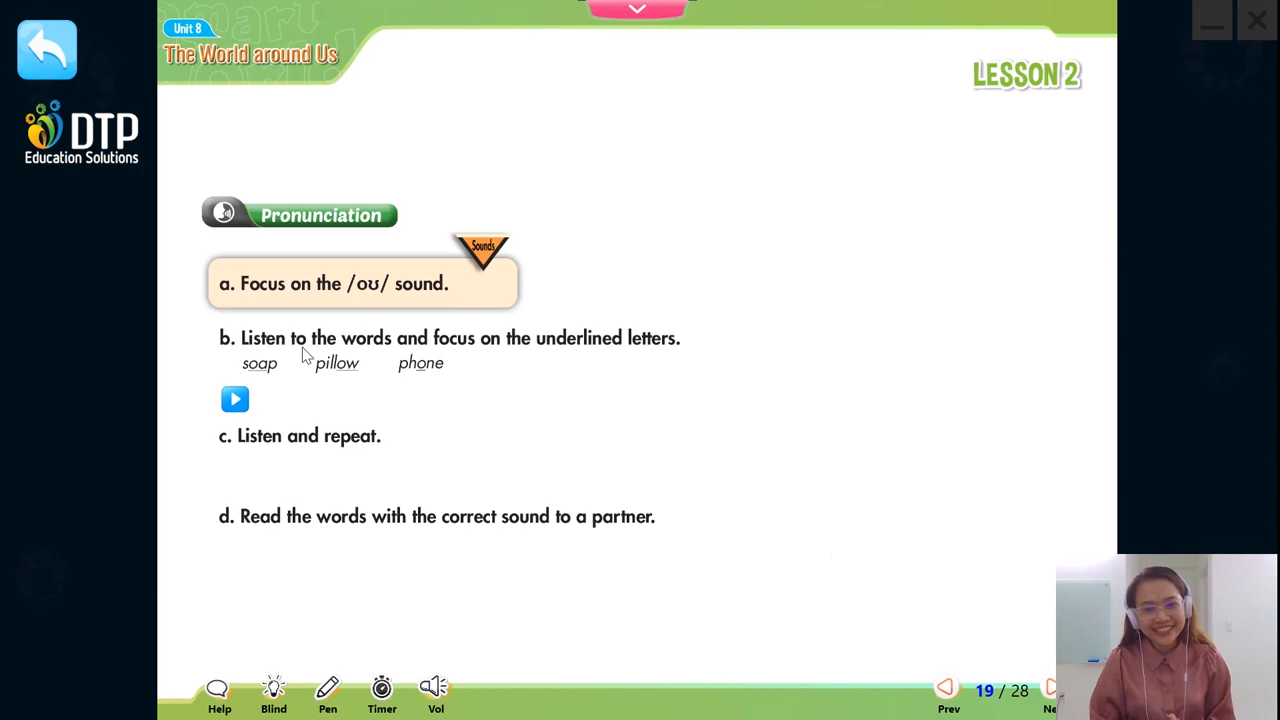 Unit 8
The World around Us
LESSON 2
DTP
Education Solutions
Pronunciation
Sounds
a. Focus on the /oʊ/ sound.
b. Listen to the words and focus on the underlined letters.
soap pillow phone
c. Listen and repeat.
d. Read the words with the correct sound to a partner.
Help Blind Pen Timer Vol
19 / 28
Prev Ne